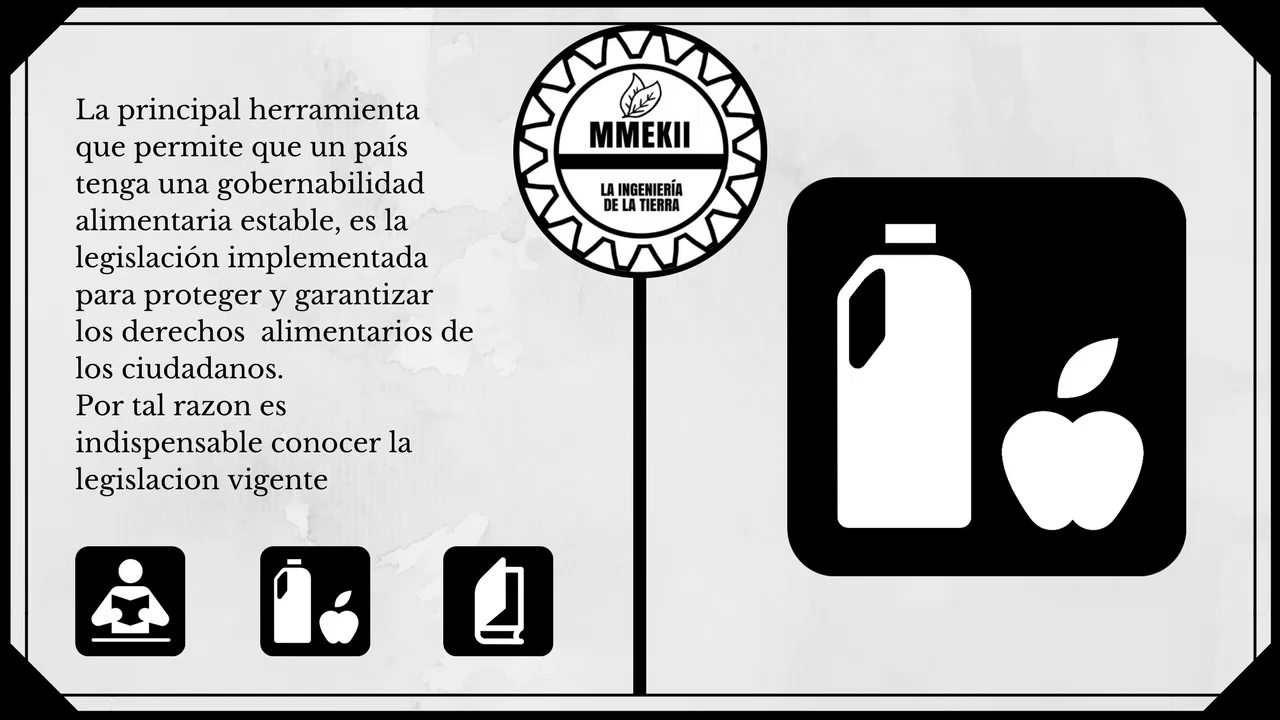 La principal herramienta
que permite que un país
tenga una gobernabilidad
alimentaria estable, es la
legislación implementada
para proteger y garantizar
los derechos  alimentarios de
los ciudadanos.
Por tal razon es
indispensable conocer la
legislacion vigente
MMEKII
LA INGENIERÍA
DE LA TIERRA